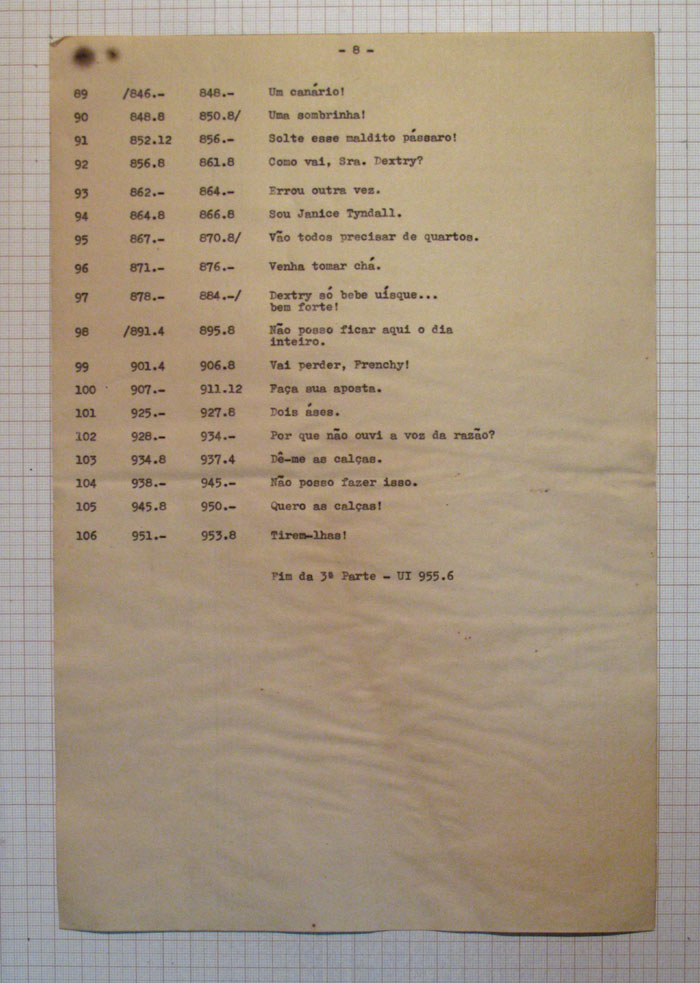 - 8 -
89 /846.- 848.- Um canário!
90 848.8 850.8/ Uma sombrinha!
91 852.12 856.- Solte esse maldito pássaro!
92 856.8 861.8 Como vai, Sra. Dextry?
93 862.- 864.- Errou outra vez.
94 864.8 866.8 Sou Janice Tyndall.
95 867.- 870.8/ Vão todos precisar de quartos.
96 871.- 876.- Venha tomar chá.
97 878.- 884.-/ Dextry só bebe uísque...
bem forte!
98 /891.4 895.8 Não posso ficar aqui o dia
inteiro.
99 901.4 906.8 Vai perder, Frenchy!
100 907.- 911.12 Faça sua aposta.
101 925.- 927.8 Dois áses.
102 928.- 934.- Por que não ouvi a voz da razão?
103 934.8 937.4 Dê-me as calças.
104 938.- 945.- Não posso fazer isso.
105 945.8 950.- Quero as calças!
106 951.- 953.8 Tirem-lhas!
Fim da 3ª Parte - UI 955.6